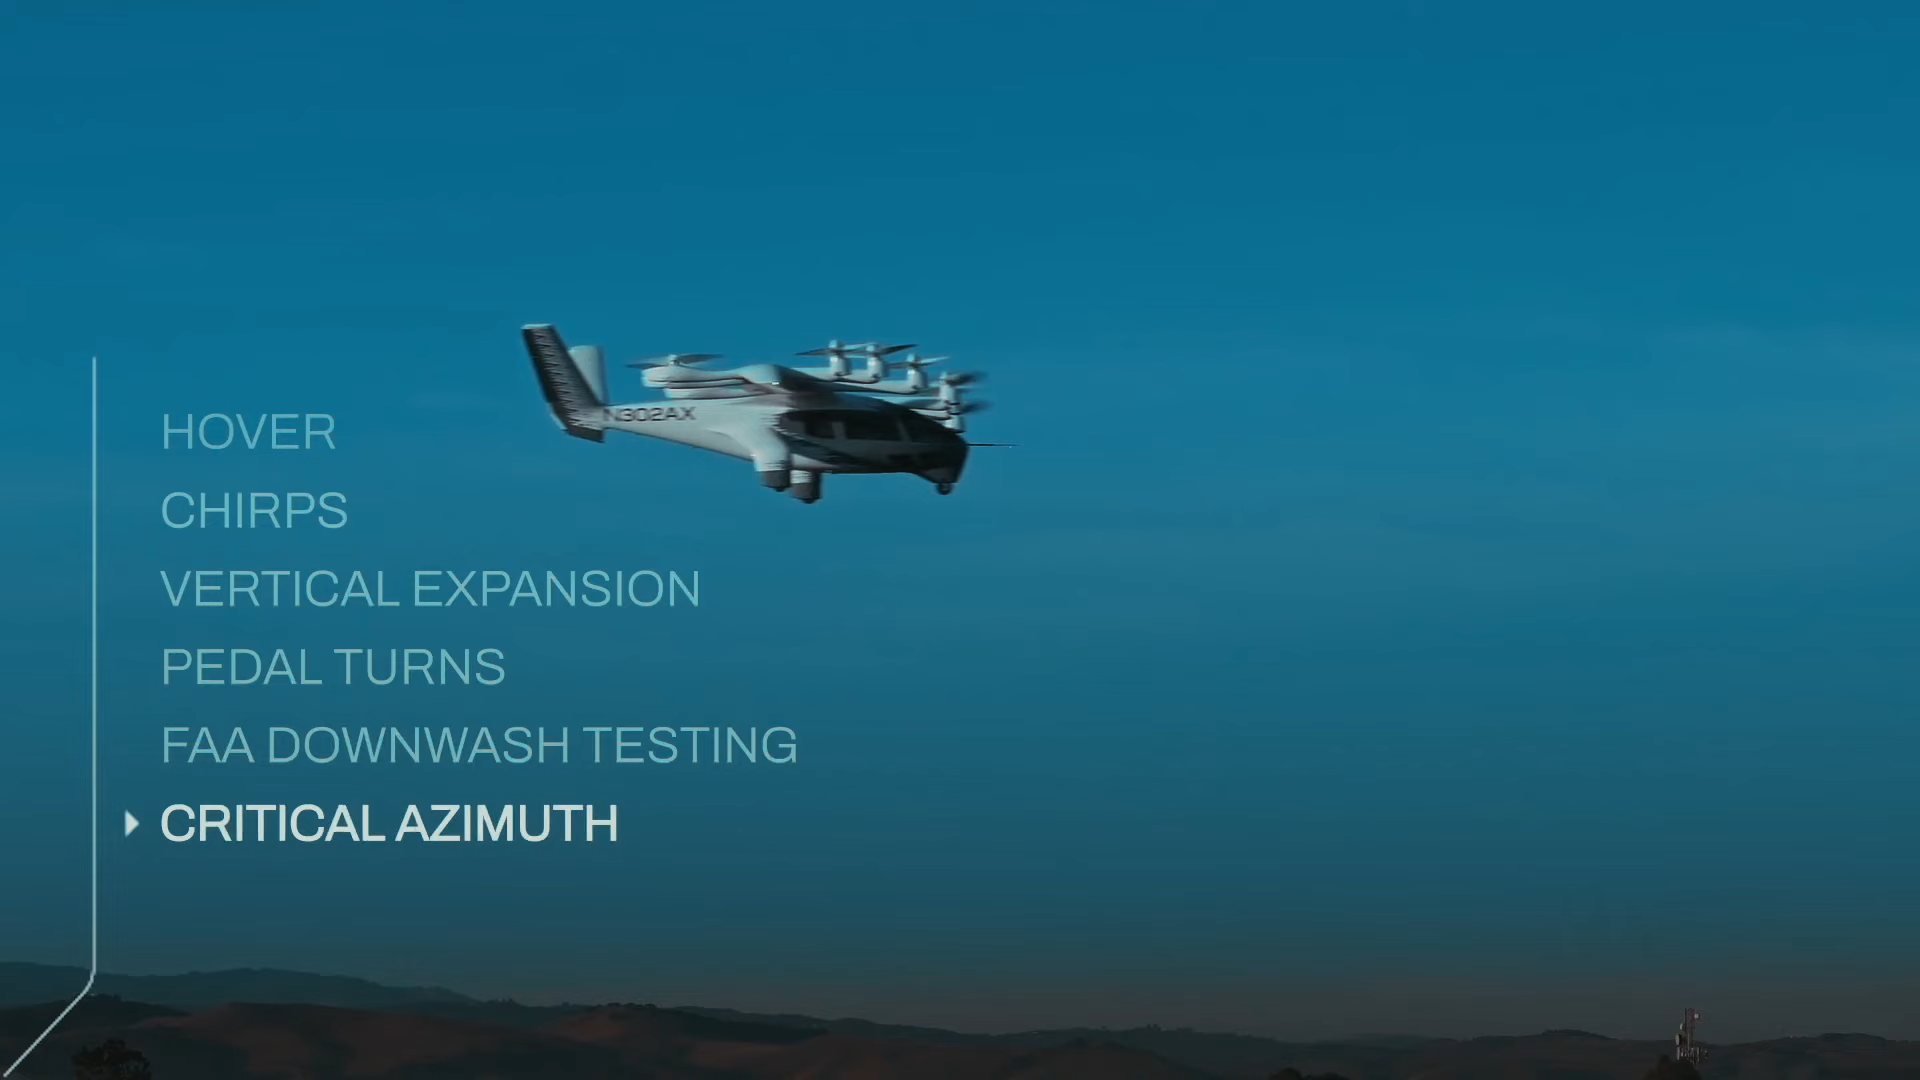 N302AX
HOVER
CHIRPS
VERTICAL EXPANSION
PEDAL TURNS
FAA DOWNWASH TESTING
CRITICAL AZIMUTH